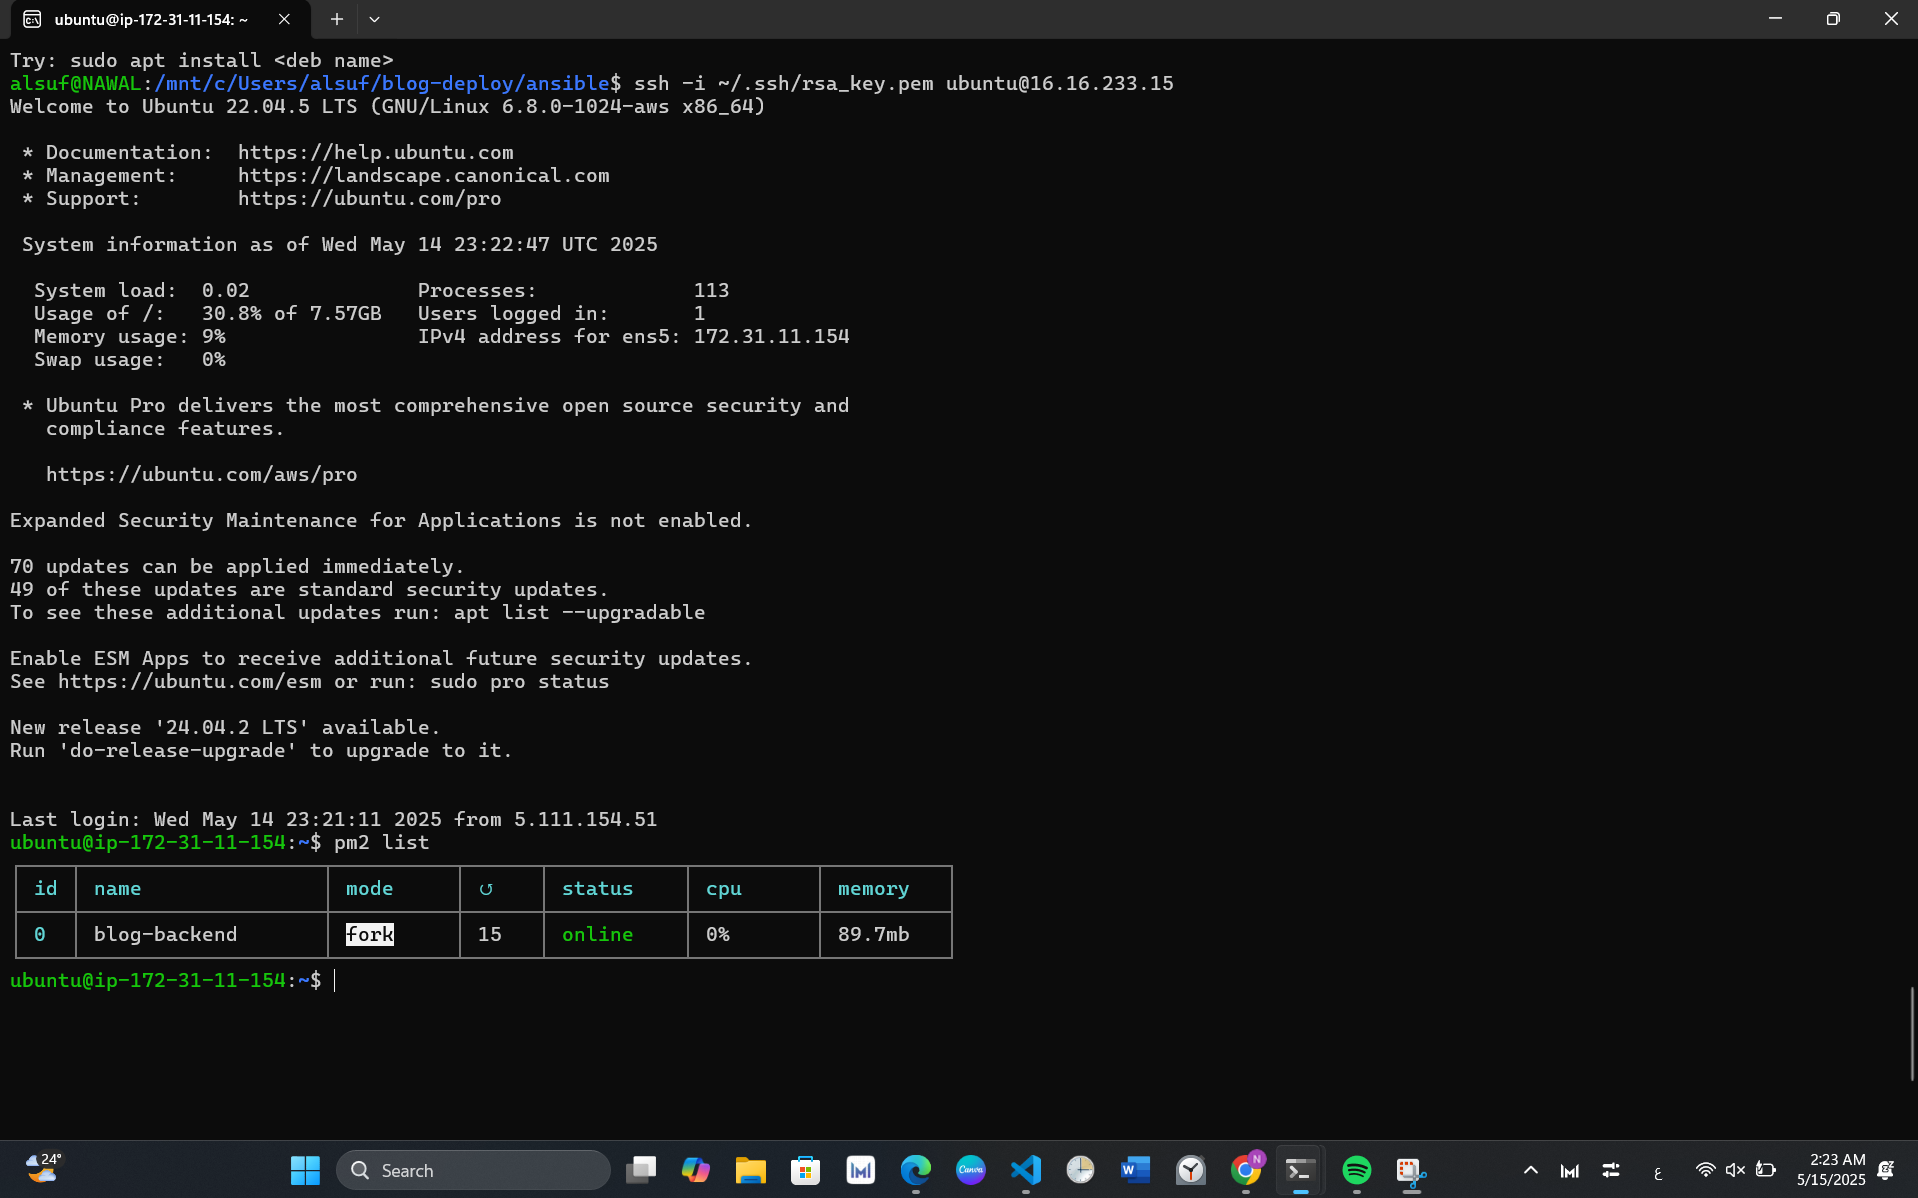 ubuntu@ip-172-31-11-154: ~
Try: sudo apt install <deb name>
alsuf@NAWAL:/mnt/c/Users/alsuf/blog-deploy/ansible$ ssh -i ~/.ssh/rsa_key.pem ubuntu@16.16.233.15
Welcome to Ubuntu 22.04.5 LTS (GNU/Linux 6.8.0-1024-aws x86_64)
* Documentation:  https://help.ubuntu.com
* Management:     https://landscape.canonical.com
* Support:        https://ubuntu.com/pro
System information as of Wed May 14 23:22:47 UTC 2025
System load:  0.02              Processes:             113
Usage of /:   30.8% of 7.57GB   Users logged in:       1
Memory usage: 9%                IPv4 address for ens5: 172.31.11.154
Swap usage:   0%
* Ubuntu Pro delivers the most comprehensive open source security and
compliance features.
https://ubuntu.com/aws/pro
Expanded Security Maintenance for Applications is not enabled.
70 updates can be applied immediately.
49 of these updates are standard security updates.
To see these additional updates run: apt list --upgradable
Enable ESM Apps to receive additional future security updates.
See https://ubuntu.com/esm or run: sudo pro status
New release '24.04.2 LTS' available.
Run 'do-release-upgrade' to upgrade to it.
Last login: Wed May 14 23:21:11 2025 from 5.111.154.51
ubuntu@ip-172-31-11-154:~$ pm2 list
id name mode ↺ status cpu memory
0 blog-backend fork 15 online 0% 89.7mb
ubuntu@ip-172-31-11-154:~$
24°
Search
Canva
N
ع
2:23 AM
5/15/2025